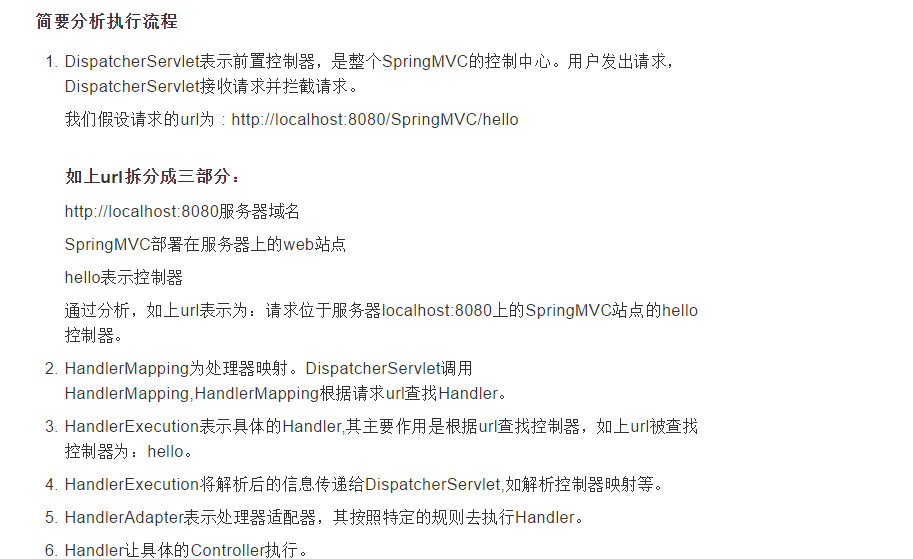 简要分析执行流程
1. DispatcherServlet表示前置控制器，是整个SpringMVC的控制中心。用户发出请求，
DispatcherServlet接收请求并拦截请求。
我们假设请求的url为 : http://localhost:8080/SpringMVC/hello
如上url拆分成三部分：
http://localhost:8080服务器域名
SpringMVC部署在服务器上的web站点
hello表示控制器
通过分析，如上url表示为：请求位于服务器localhost:8080上的SpringMVC站点的hello
控制器。
2. HandlerMapping为处理器映射。DispatcherServlet调用
HandlerMapping,HandlerMapping根据请求url查找Handler。
3. HandlerExecution表示具体的Handler,其主要作用是根据url查找控制器，如上url被查找
控制器为：hello。
4. HandlerExecution将解析后的信息传递给DispatcherServlet,如解析控制器映射等。
5. HandlerAdapter表示处理器适配器，其按照特定的规则去执行Handler。
6. Handler让具体的Controller执行。